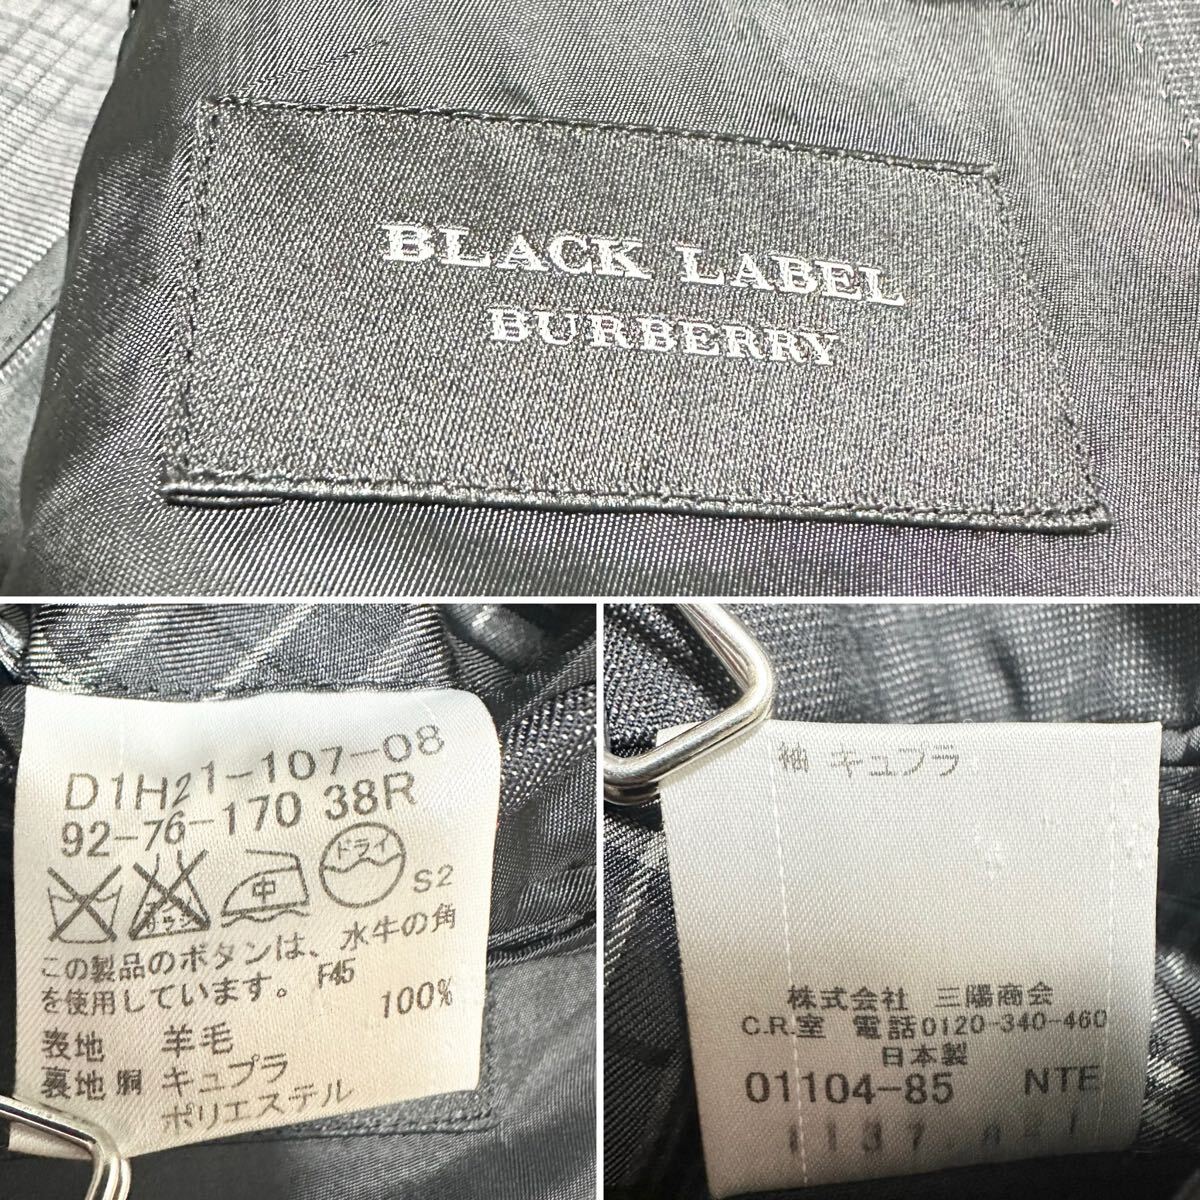 BLACK LABEL
BURBERRY
D1H21-107-08
92-76-170 38R
中
ドライ
S2
この製品のボタンは、水牛の角
を使用しています。 F45
表地 羊毛 100%
裏地 胴 キュプラ
ポリエステル
袖 キュプラ
株式会社 三陽商会
C.R.室 電話0120-340-460
日本製
01104-85 NTE